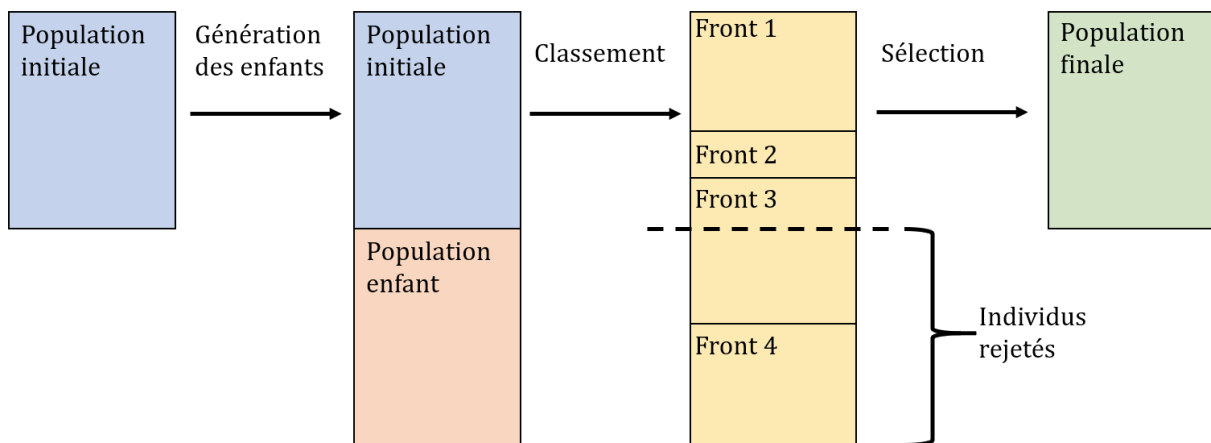 Population
initiale
Génération
des enfants
Population
initiale
Classement
Front 1
Sélection
Population
finale
Front 2
Front 3
Population
enfant
Individus
rejetés
Front 4